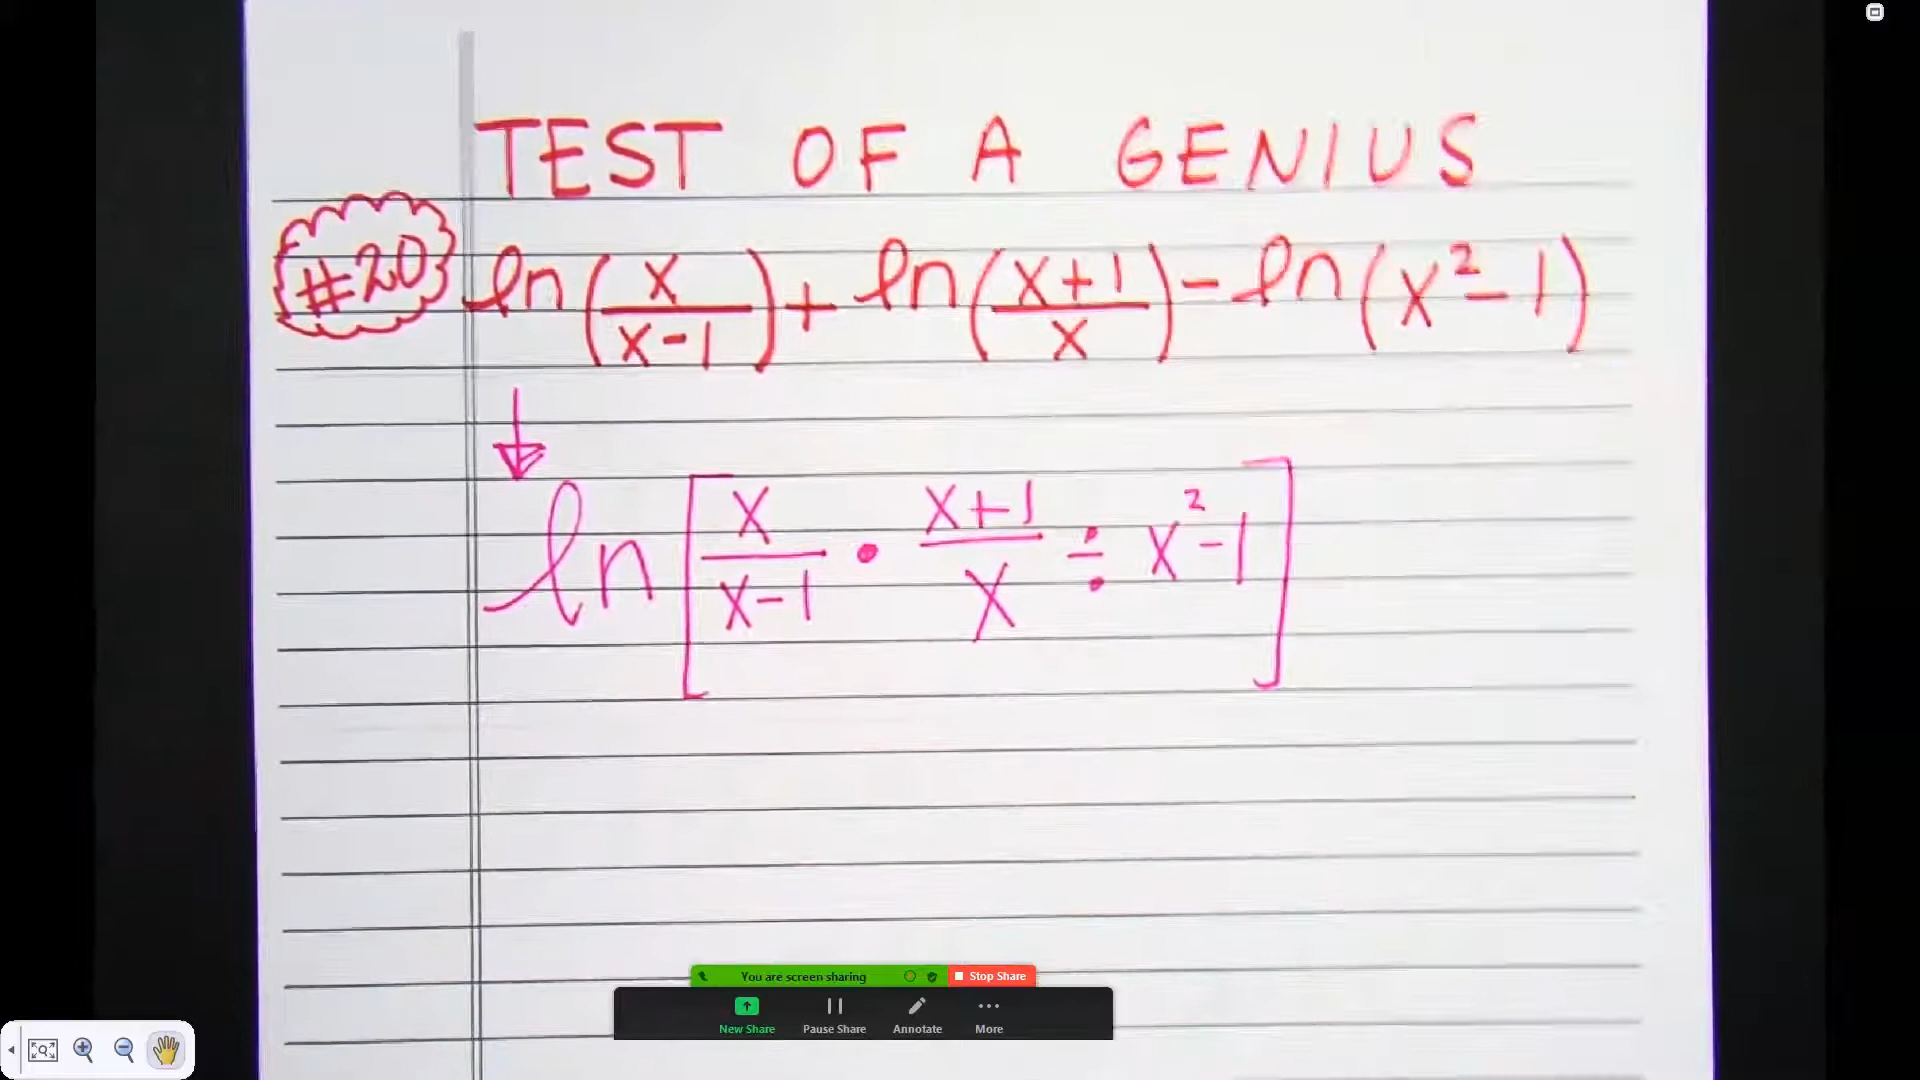 TEST OF A GENIUS
#20 ln(x/(x-1)) + ln((x+1)/x) - ln(x²-1)
ln[x/(x-1) • (x+1)/x ÷ x²-1]
You are screen sharing Stop Share
New Share Pause Share Annotate More